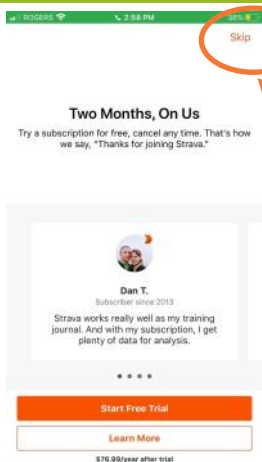 ROGERS 2:58 PM 38%
Skip
Two Months, On Us
Try a subscription for free, cancel any time. That's how
we say, "Thanks for joining Strava."
Dan T.
Subscriber since 2013
Strava works really well as my training
journal. And with my subscription, I get
plenty of data for analysis.
Start Free Trial
Learn More
$76.99/year after trial